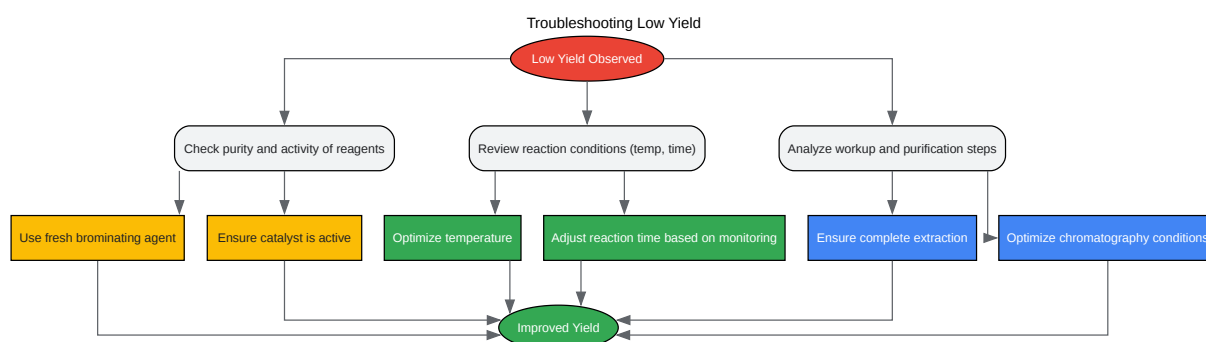 Troubleshooting Low Yield
Low Yield Observed
Check purity and activity of reagents
Review reaction conditions (temp, time)
Analyze workup and purification steps
Use fresh brominating agent
Ensure catalyst is active
Optimize temperature
Adjust reaction time based on monitoring
Ensure complete extraction
Optimize chromatography conditions
Improved Yield